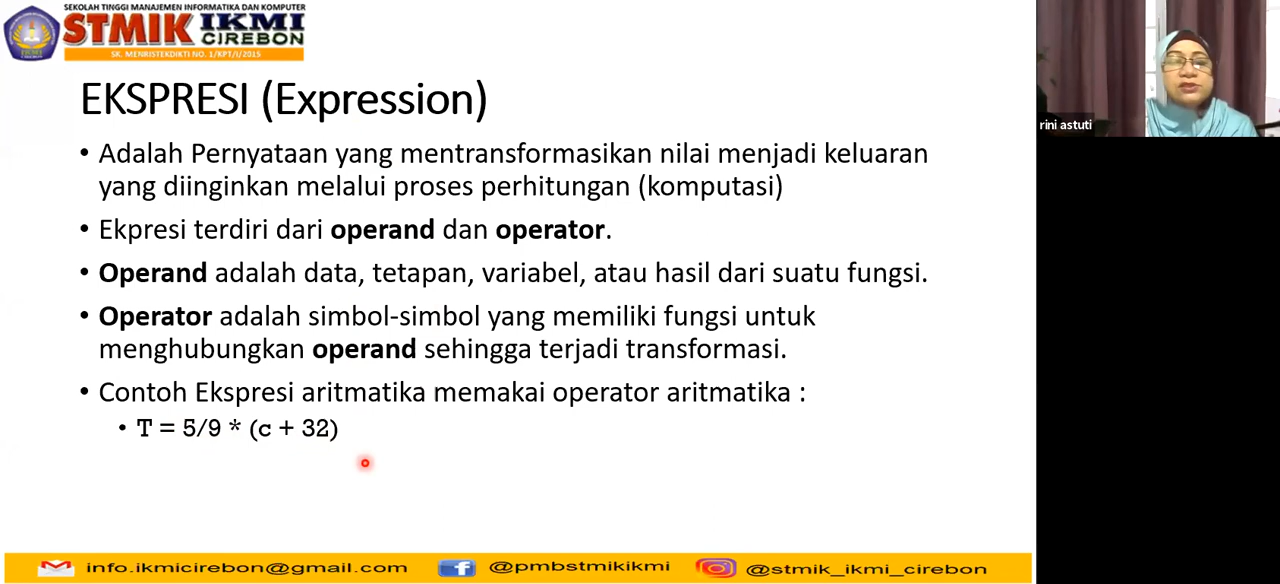 SEKOLAH TINGGI MANAJEMEN INFORMATIKA DAN KOMPUTER
STMIK IKMI
CIREBON
SK. MENRISTEKDIKTI NO. 1/KPT/I/2015
EKSPRESI (Expression)
• Adalah Pernyataan yang mentransformasikan nilai menjadi keluaran
yang diinginkan melalui proses perhitungan (komputasi)
• Ekpresi terdiri dari operand dan operator.
• Operand adalah data, tetapan, variabel, atau hasil dari suatu fungsi.
• Operator adalah simbol-simbol yang memiliki fungsi untuk
menghubungkan operand sehingga terjadi transformasi.
• Contoh Ekspresi aritmatika memakai operator aritmatika :
• T = 5/9 * (c + 32)
rini astuti
info.ikmicirebon@gmail.com @pmbstmikikmi @stmik_ikmi_cirebon